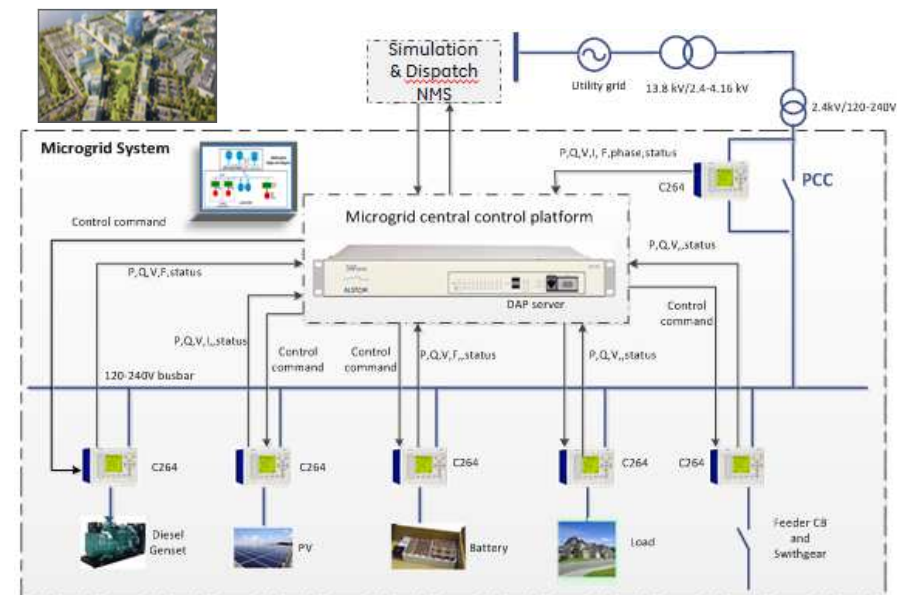 Simulation
& Dispatch
NMS
Utility grid
13.8 kV/2.4-4.16 kV
2.4kV/120-240V
Microgrid System
P,Q,V,I, F,phase,status
C264
PCC
Microgrid central control platform
Control command
P,Q,V,F,status
P,Q,V,,status
ALSTOM
DAP server
Control
command
P,Q,V,I,,status
Control
command
Control
command
P,Q,V,F,,status
P,Q,V,,status
120-240V busbar
C264
C264
C264
C264
C264
Diesel
Genset
PV
Battery
Load
Feeder CB
and
Swithgear